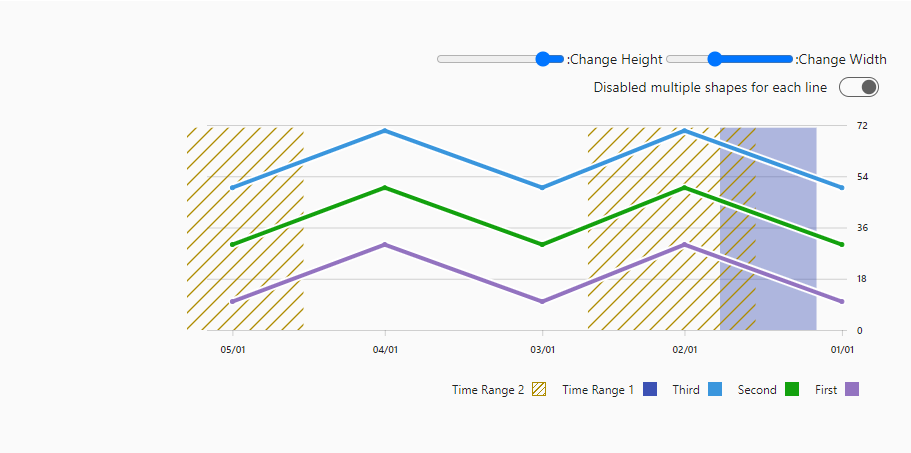 :Change Height :Change Width
Disabled multiple shapes for each line
72
54
36
18
0
05/01 04/01 03/01 02/01 01/01
Time Range 2 Time Range 1 Third Second First